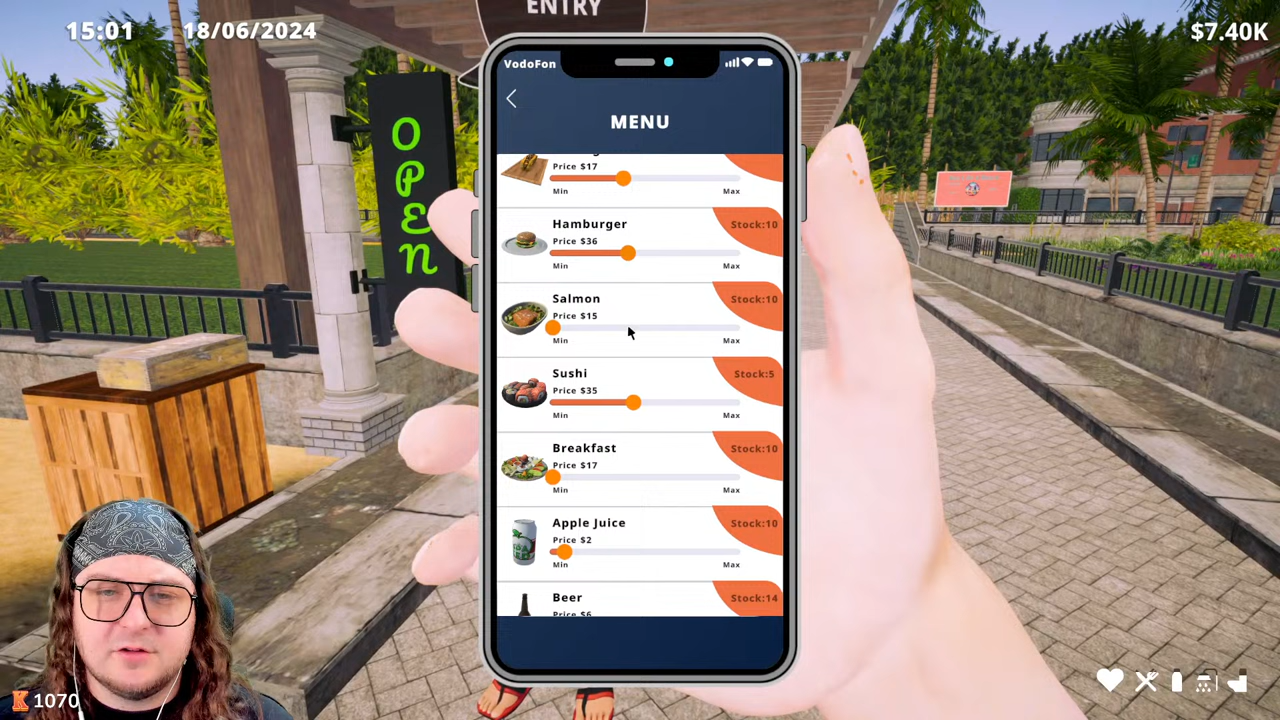 ENTRY
15:01
18/06/2024
$7.40K
VodoFon
MENU
OPEN
Price $17
Min
Max
Hamburger
Stock:10
Price $36
Min
Max
Salmon
Stock:10
Price $15
Min
Max
Sushi
Stock:5
Price $35
Min
Max
Breakfast
Stock:10
Price $17
Min
Max
Apple Juice
Stock:10
Price $2
Min
Max
Beer
Stock:14
Price $6
K 1070